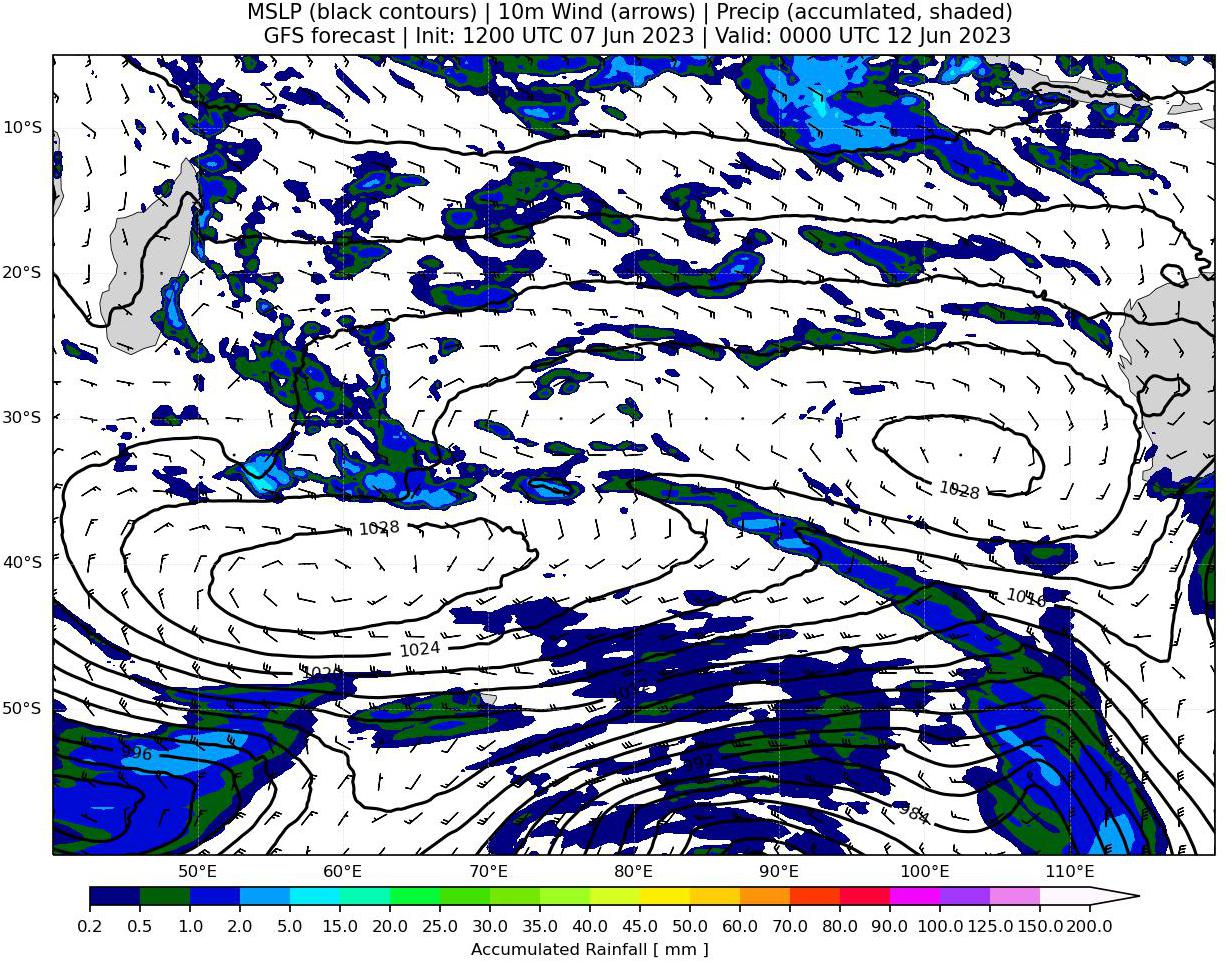 MSLP (black contours) | 10m Wind (arrows) | Precip (accumlated, shaded)
GFS forecast | Init: 1200 UTC 07 Jun 2023 | Valid: 0000 UTC 12 Jun 2023
10°S
20°S
30°S
1028
1028
40°S
1016
1024
50°S
996
992
984
50°E 60°E 70°E 80°E 90°E 100°E 110°E
0.2 0.5 1.0 2.0 5.0 15.0 20.0 25.0 30.0 35.0 40.0 45.0 50.0 60.0 70.0 80.0 90.0 100.0 125.0 150.0 200.0
Accumulated Rainfall [ mm ]